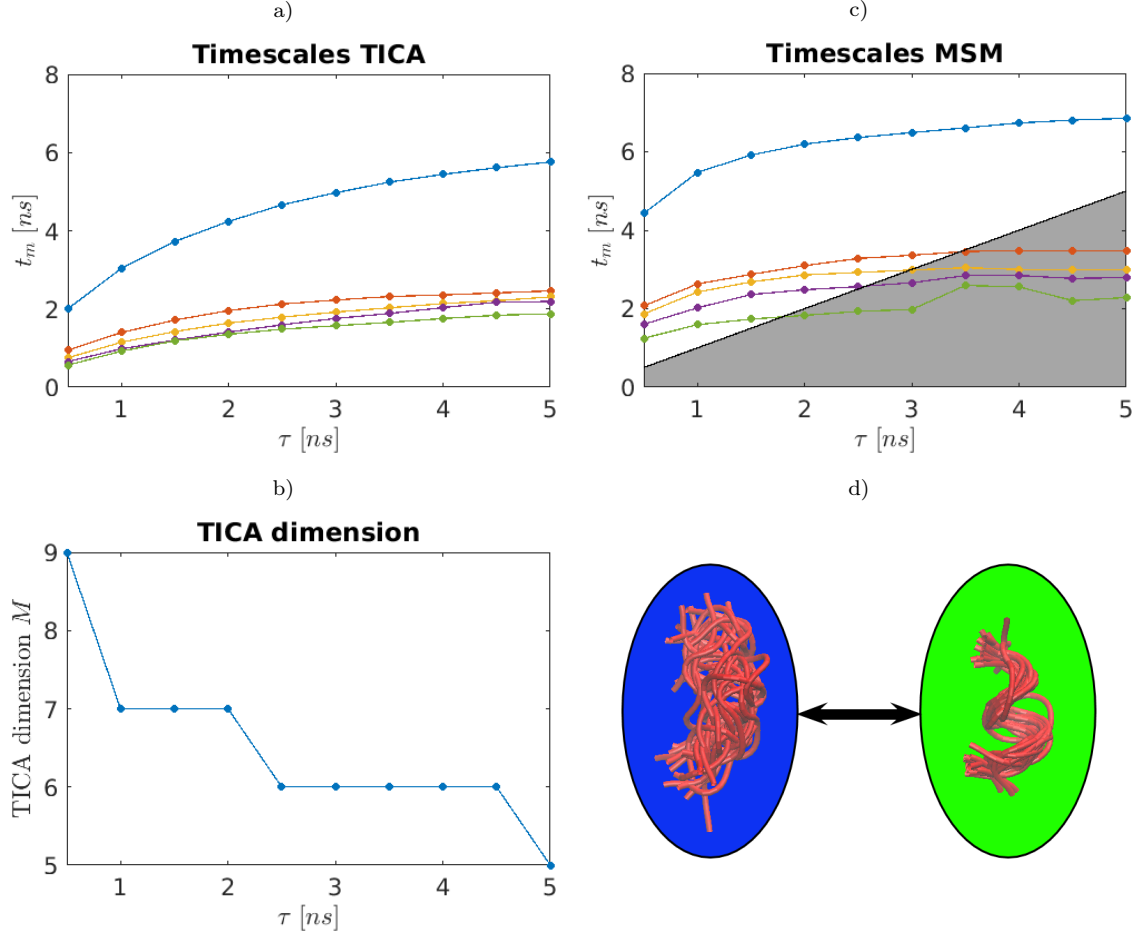 a)
Timescales TICA
8
6
4
2
0
t_m [ns]
1 2 3 4 5
τ [ns]
c)
Timescales MSM
8
6
4
2
0
t_m [ns]
1 2 3 4 5
τ [ns]
b)
TICA dimension
9
8
7
6
5
TICA dimension M
1 2 3 4 5
τ [ns]
d)